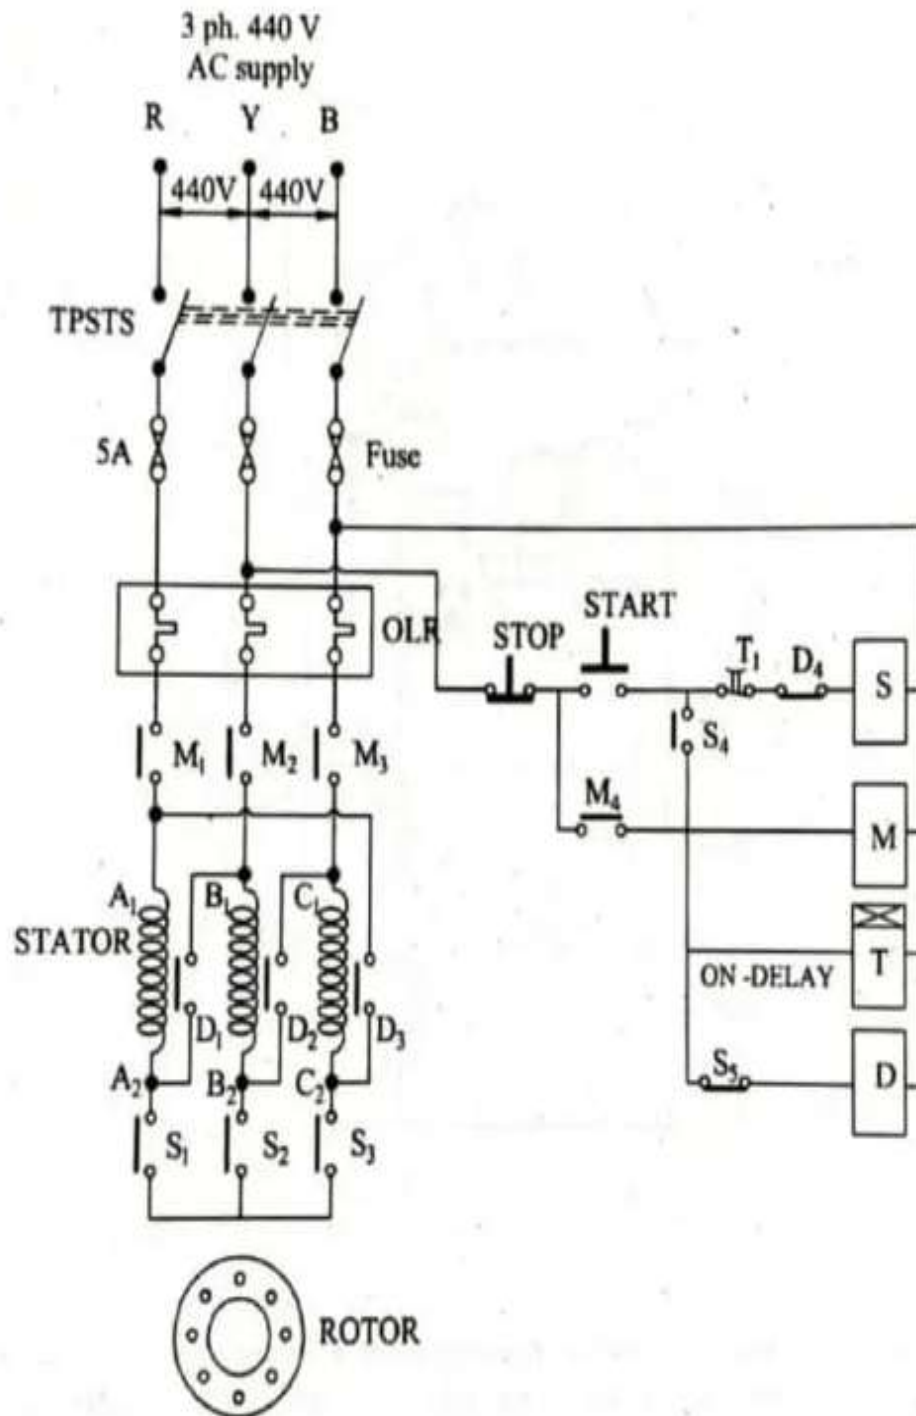 3 ph. 440 V
AC supply
R Y B
440V 440V
TPSTS
5A Fuse
OLR
STOP START
T₁ D₄ S
S₄
M₁ M₂ M₃
M₄ M
A₁ B₁ C₁
STATOR
ON -DELAY T
D₁ D₂ D₃
A₂ B₂ C₂
S₅ D
S₁ S₂ S₃
ROTOR